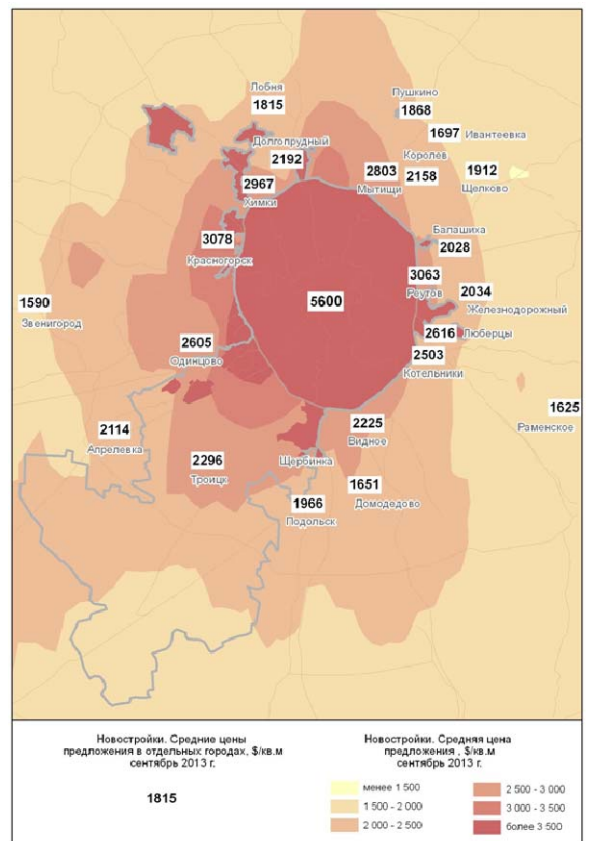 Лобня
1815
Пушкино
1868
1697 Ивантеевка
Долгопрудный
2192
Королев
2803 2158
Мытищи
1912
Щелково
2967
Химки
Балашиха
2028
3078
Красногорск
3063
Реутов
2034
Железнодорожный
5600
1590
Звенигород
2616 Люберцы
2605
Одинцово
2503
Котельники
1625
Раменское
2114
Апрелевка
2225
Видное
2296
Троицк
Щербинка
1651
Домодедово
1966
Подольск
Новостройки. Средние цены
предложения в отдельных городах, $/кв.м
сентябрь 2013 г.
1815
Новостройки. Средняя цена
предложения , $/кв.м
сентябрь 2013 г.
менее 1 500
1 500 - 2 000
2 000 - 2 500
2 500 - 3 000
3 000 - 3 500
более 3 500